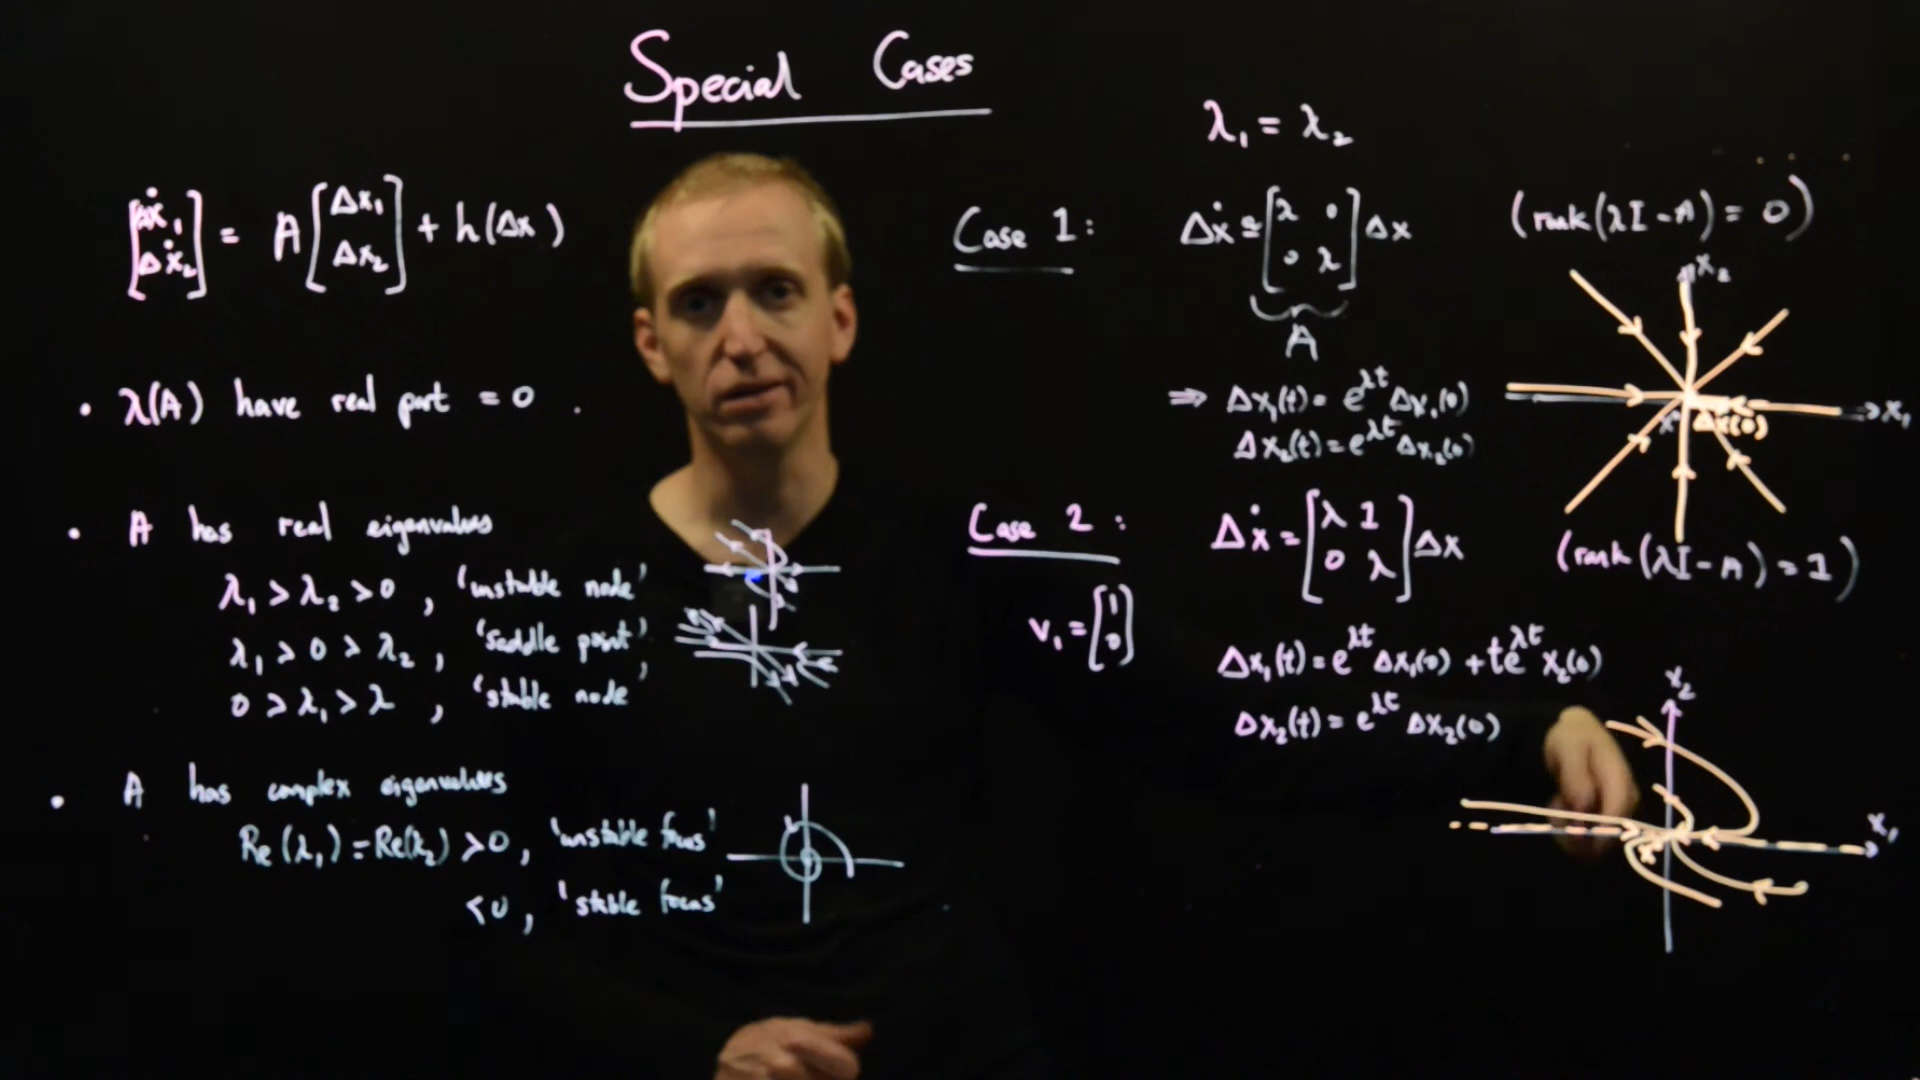 Special Cases
[Δẋ₁ Δẋ₂] = A [Δx₁ Δx₂] + h(Δx)
• λ(A) have real part = 0 .
• A has real eigenvalues
λ₁ > λ₂ > 0 , 'unstable node'
λ₁ > 0 > λ₂ , 'saddle point'
0 > λ₁ > λ , 'stable node'
• A has complex eigenvalues
Re(λ₁) = Re(λ₂) > 0 , 'unstable focus'
< 0 , 'stable focus'
λ₁ = λ₂
Case 1 : Δẋ = [λ 0 0 λ] Δx (rank(λI - A) = 0)
A
⇒ Δx₁(t) = e^λt Δx₁(0)
Δx₂(t) = e^λt Δx₂(0)
x₂
x₁
Δx(0)
Case 2 : Δẋ = [λ 1 0 λ] Δx (rank(λI - A) = 1)
v₁ = [1 0]
Δx₁(t) = e^λt Δx₁(0) + te^λt x₂(0)
Δx₂(t) = e^λt Δx₂(0)
x₂
x₁